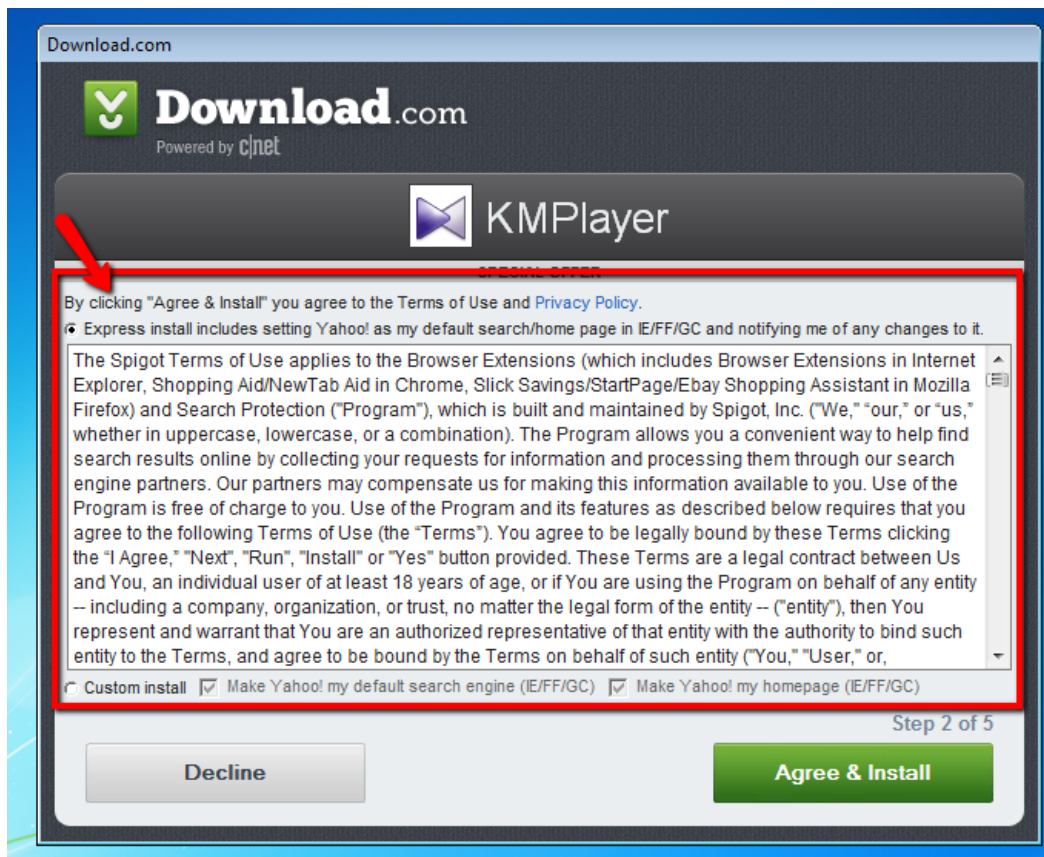 Download.com
Download.com
Powered by c|net
KMPlayer
SPECIAL OFFER
By clicking "Agree & Install" you agree to the Terms of Use and Privacy Policy.
Express install includes setting Yahoo! as my default search/home page in IE/FF/GC and notifying me of any changes to it.
The Spigot Terms of Use applies to the Browser Extensions (which includes Browser Extensions in Internet
Explorer, Shopping Aid/NewTab Aid in Chrome, Slick Savings/StartPage/Ebay Shopping Assistant in Mozilla
Firefox) and Search Protection ("Program"), which is built and maintained by Spigot, Inc. ("We," “our,” or “us,”
whether in uppercase, lowercase, or a combination). The Program allows you a convenient way to help find
search results online by collecting your requests for information and processing them through our search
engine partners. Our partners may compensate us for making this information available to you. Use of the
Program is free of charge to you. Use of the Program and its features as described below requires that you
agree to the following Terms of Use (the “Terms”). You agree to be legally bound by these Terms clicking
the “I Agree,” "Next", "Run", "Install" or "Yes" button provided. These Terms are a legal contract between Us
and You, an individual user of at least 18 years of age, or if You are using the Program on behalf of any entity
-- including a company, organization, or trust, no matter the legal form of the entity -- ("entity"), then You
represent and warrant that You are an authorized representative of that entity with the authority to bind such
entity to the Terms, and agree to be bound by the Terms on behalf of such entity ("You," "User," or,
Custom install Make Yahoo! my default search engine (IE/FF/GC) Make Yahoo! my homepage (IE/FF/GC)
Step 2 of 5
Decline
Agree & Install